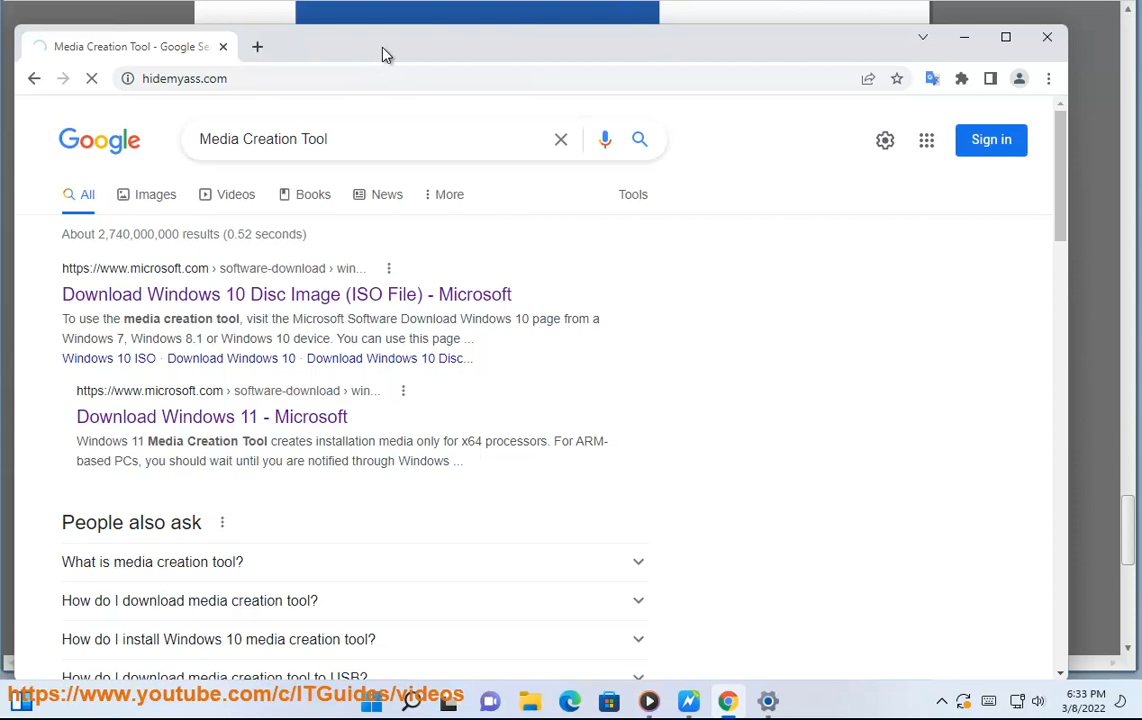 Media Creation Tool - Google Se
hidemyass.com
Google
Media Creation Tool
Sign in
All Images Videos Books News More Tools
About 2,740,000,000 results (0.52 seconds)
https://www.microsoft.com › software-download › win...
Download Windows 10 Disc Image (ISO File) - Microsoft
To use the media creation tool, visit the Microsoft Software Download Windows 10 page from a
Windows 7, Windows 8.1 or Windows 10 device. You can use this page ...
Windows 10 ISO · Download Windows 10 · Download Windows 10 Disc...
https://www.microsoft.com › software-download › win...
Download Windows 11 - Microsoft
Windows 11 Media Creation Tool creates installation media only for x64 processors. For ARM-
based PCs, you should wait until you are notified through Windows ...
People also ask
What is media creation tool?
How do I download media creation tool?
How do I install Windows 10 media creation tool?
How do I download media creation tool to USB?
https://www.youtube.com/c/ITGuides/videos
6:33 PM
3/8/2022